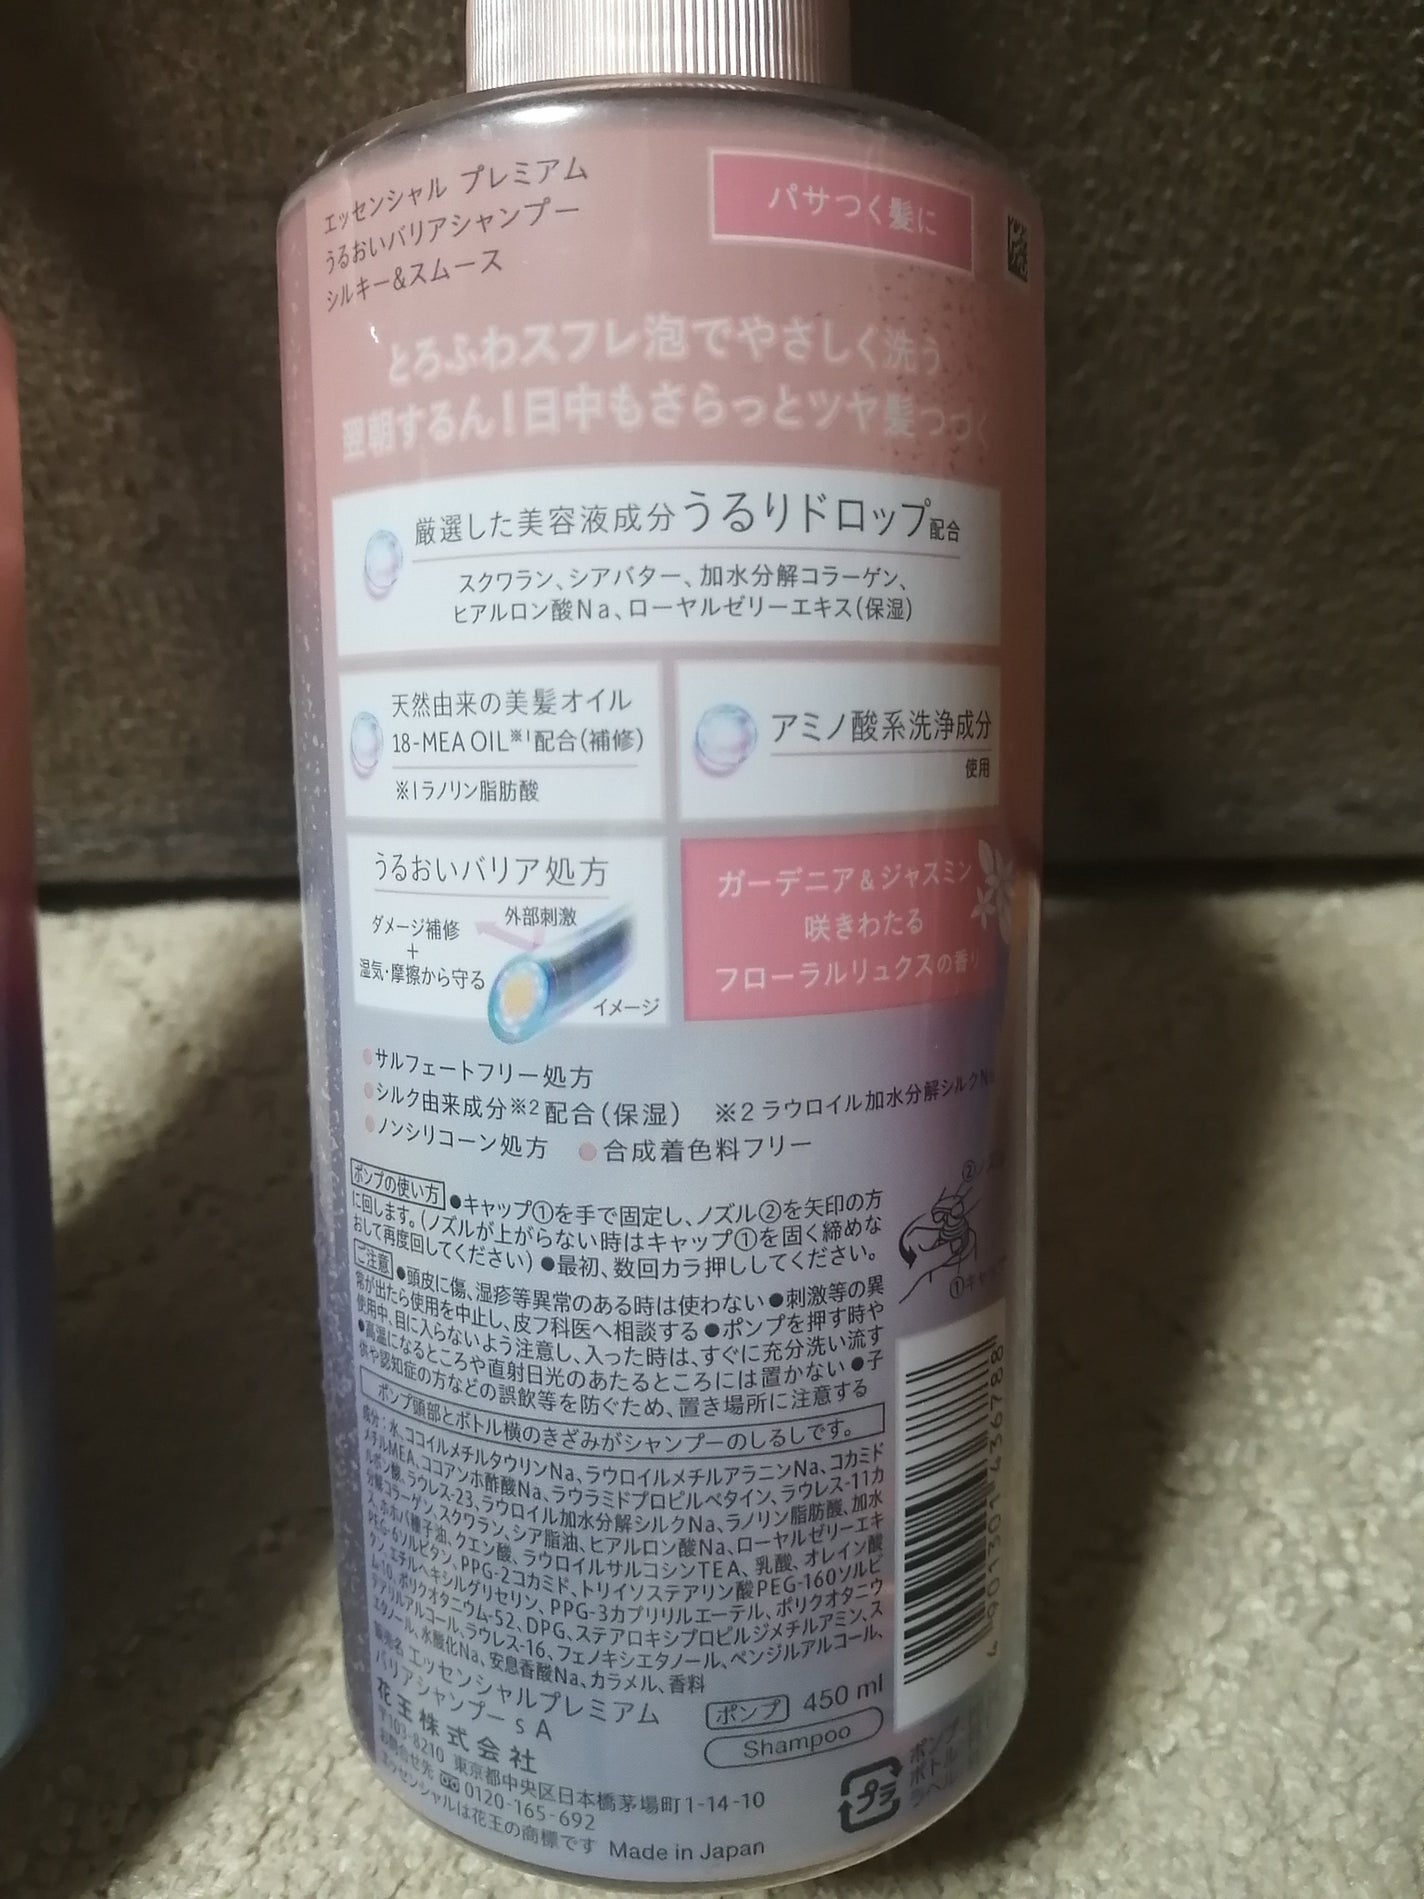 エッセンシャル プレミアム
うるおいバリアシャンプー
シルキー&スムース
パサつく髪に
とろふわスフレ泡でやさしく洗う
翌朝するん!日中もさらっとツヤ髪つづく
厳選した美容液成分うるりドロップ配合
スクワラン、シアバター、加水分解コラーゲン、
ヒアルロン酸Na、ローヤルゼリーエキス(保湿)
天然由来の美髪オイル
18-MEA OIL※1配合(補修)
※1ラノリン脂肪酸
アミノ酸系洗浄成分
使用
うるおいバリア処方
ダメージ補修
+
湿気・摩擦から守る
外部刺激
イメージ
ガーデニア&ジャスミン
咲きわたる
フローラルリュクスの香り
●サルフェートフリー処方
●シルク由来成分※2配合(保湿) ※2 ラウロイル加水分解シルクNa
●ノンシリコーン処方 ●合成着色料フリー
ポンプの使い方 ●キャップ①を手で固定し、ノズル②を矢印の方
に回します。(ノズルが上がらない時はキャップ①を固く締めな
おして再度回してください) ●最初、数回カラ押ししてください。
②ノズル
①キャップ
ご注意 ●頭皮に傷、湿疹等異常のある時は使わない ●刺激等の異
常が出たら使用を中止し、皮フ科医へ相談する ●ポンプを押す時や
使用中、目に入らないよう注意し、入った時は、すぐに充分洗い流す
●高温になるところや直射日光のあたるところには置かない ●子
供や認知症の方などの誤飲等を防ぐため、置き場所に注意する
ポンプ頭部とボトル横のきざみがシャンプーのしるしです。
成分:水、ココイルメチルタウリンNa、ラウロイルメチルアラニンNa、コカミド
メチルMEA、ココアンホ酢酸Na、ラウラミドプロピルベタイン、ラウレス-11カ
ルボン酸、ラウレス-23、ラウロイル加水分解シルクNa、ラノリン脂肪酸、加水
分解コラーゲン、スクワラン、シア脂油、ヒアルロン酸Na、ローヤルゼリーエキ
ス、ホホバ種子油、クエン酸、ラウロイルサルコシンTEA、乳酸、オレイン酸
PEG-6ソルビタン、PPG-2コカミド、トリイソステアリン酸PEG-160ソルビ
タン、エチルヘキシルグリセリン、PPG-3カプリリルエーテル、ポリクオタニウ
ム-10、ポリクオタニウム-52、DPG、ステアロキシプロピルジメチルアミン、ス
テアリルアルコール、ラウレス-16、フェノキシエタノール、ベンジルアルコール、
エタノール、水酸化Na、安息香酸Na、カラメル、香料
販売名 エッセンシャルプレミアム
バリアシャンプー s A
ポンプ 450 ml
Shampoo
花王株式会社
〒103-8210 東京都中央区日本橋茅場町1-14-10
お問合せ先 0120-165-692
エッセンシャルは花王の商標です Made in Japan
4 901301 436788
プラ
ポンプ
ボトル
ラベル